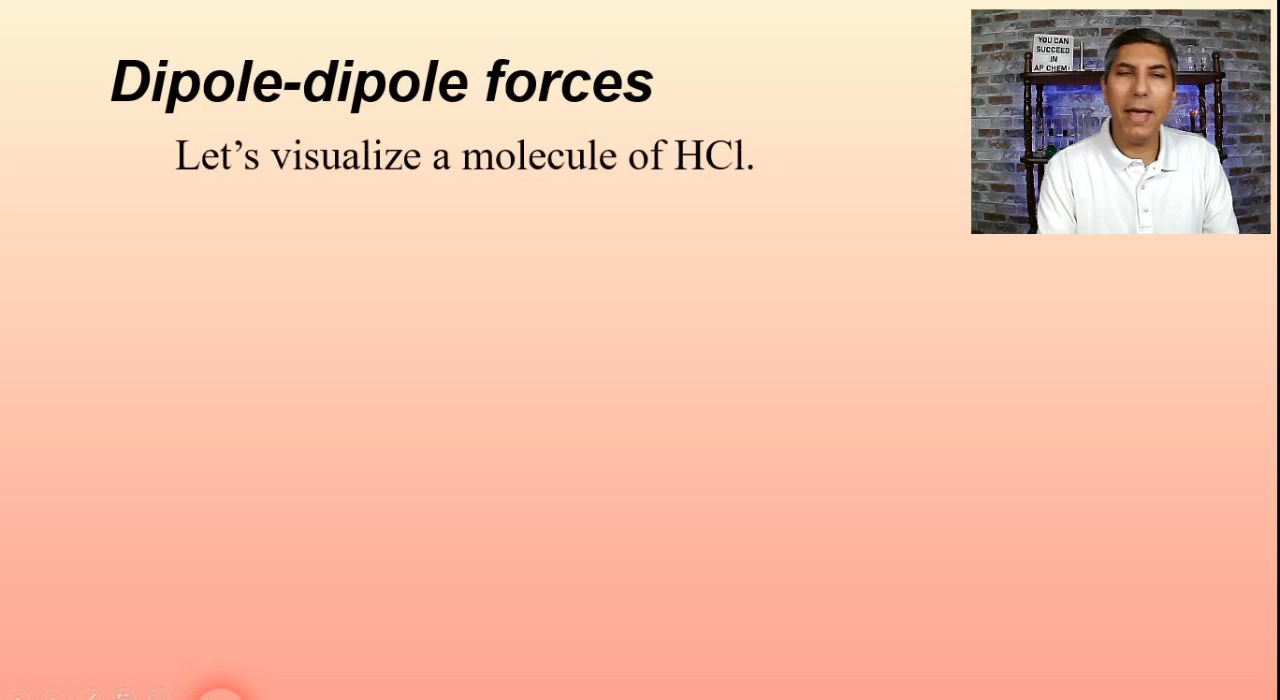 Dipole-dipole forces
Let’s visualize a molecule of HCl.
YOU CAN
SUCCEED
IN
AP CHEM!